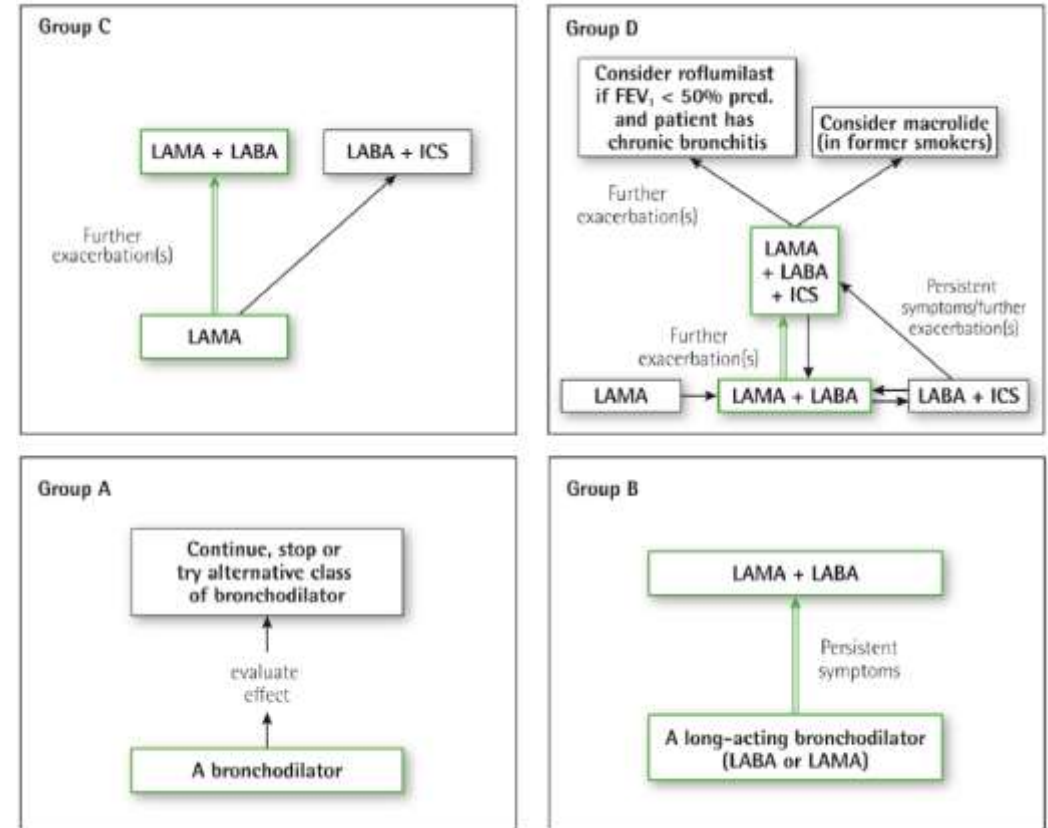 Group C
LAMA + LABA
LABA + ICS
Further
exacerbation(s)
LAMA
Group D
Consider roflumilast
if FEV₁ < 50% pred.
and patient has
chronic bronchitis
Consider macrolide
(in former smokers)
Further
exacerbation(s)
LAMA
+ LABA
+ ICS
Persistent
symptoms/further
exacerbation(s)
Further
exacerbation(s)
LAMA
LAMA + LABA
LABA + ICS
Group A
Continue, stop or
try alternative class
of bronchodilator
evaluate
effect
A bronchodilator
Group B
LAMA + LABA
Persistent
symptoms
A long-acting bronchodilator
(LABA or LAMA)